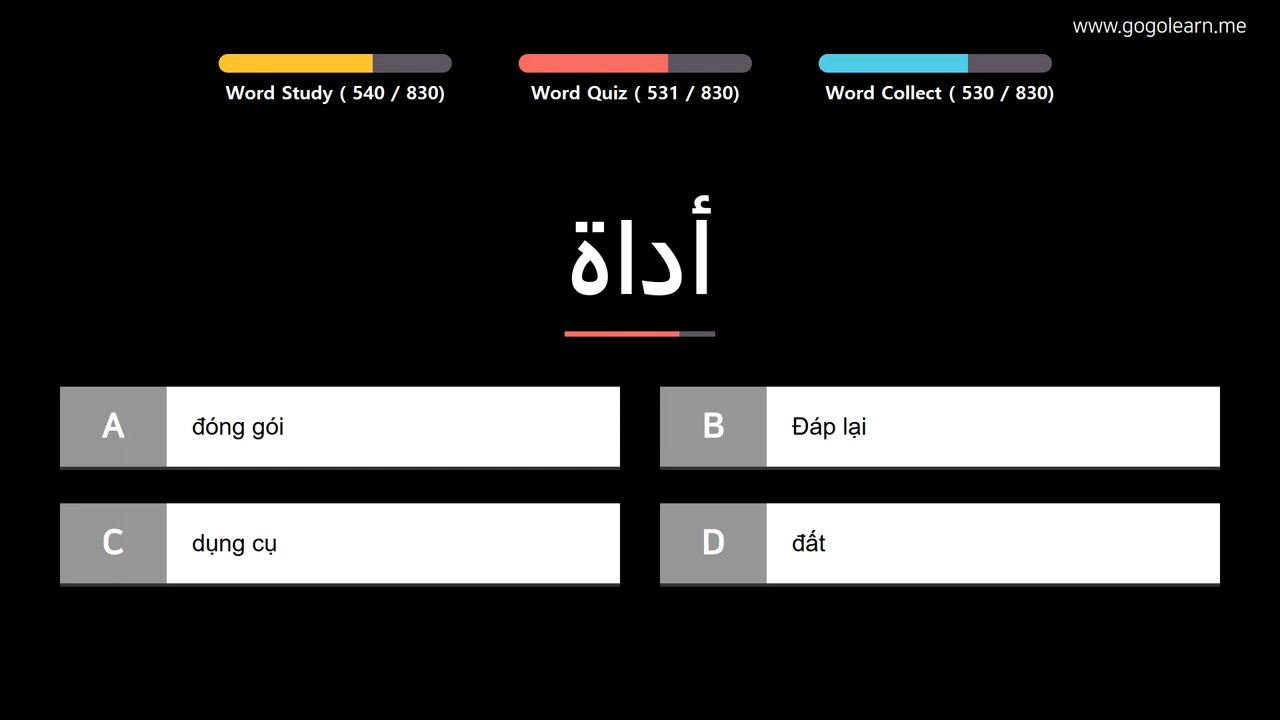 www.gogolearn.me
Word Study ( 540 / 830)
Word Quiz ( 531 / 830)
Word Collect ( 530 / 830)
أداة
A
đóng gói
B
Đáp lại
C
dụng cụ
D
đất